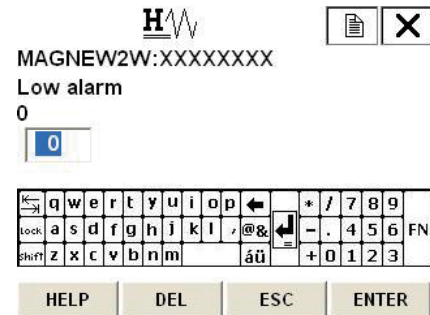 H
MAGNEW2W:XXXXXXXX
Low alarm
0
0
q w e r t y u i o p * / 7 8 9
Lock a s d f g h j k l , @& - . 4 5 6 FN
Shift z x c v b n m áü = + 0 1 2 3
HELP DEL ESC ENTER